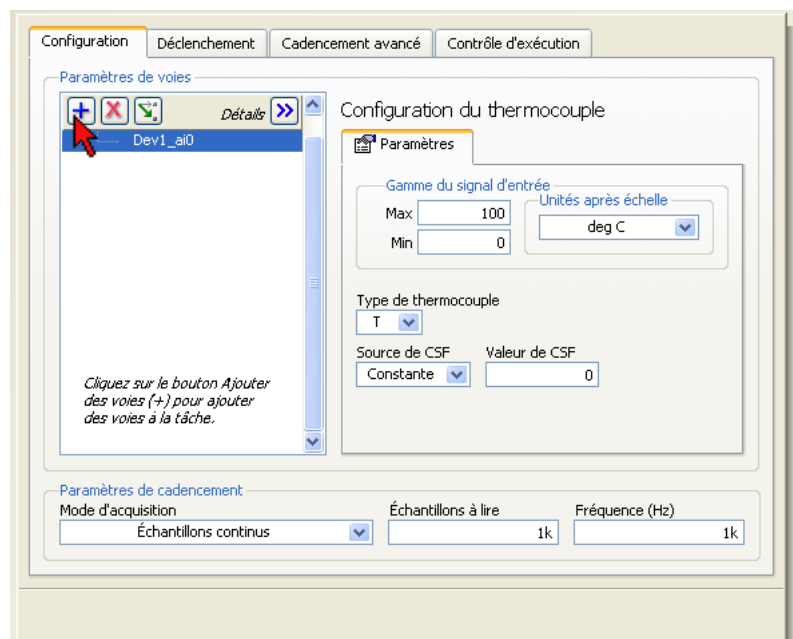 Configuration Déclenchement Cadencement avancé Contrôle d'exécution
Paramètres de voies
Détails
Dev1_ai0
Cliquez sur le bouton Ajouter
des voies (+) pour ajouter
des voies à la tâche.
Configuration du thermocouple
Paramètres
Gamme du signal d'entrée
Max 100
Min 0
Unités après échelle
deg C
Type de thermocouple
T
Source de CSF Valeur de CSF
Constante 0
Paramètres de cadencement
Mode d'acquisition Échantillons à lire Fréquence (Hz)
Échantillons continus 1k 1k